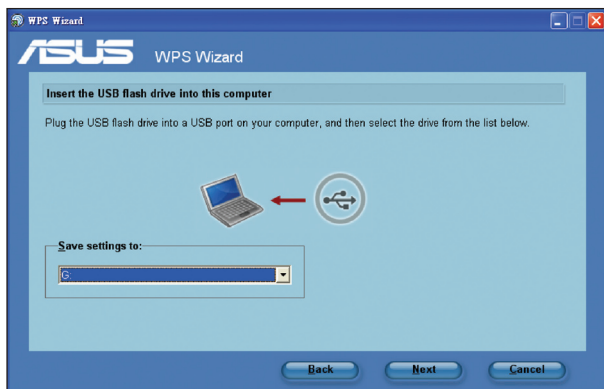 WPS Wizard
ASUS WPS Wizard
Insert the USB flash drive into this computer
Plug the USB flash drive into a USB port on your computer, and then select the drive from the list below.
Save settings to:
G:
Back Next Cancel